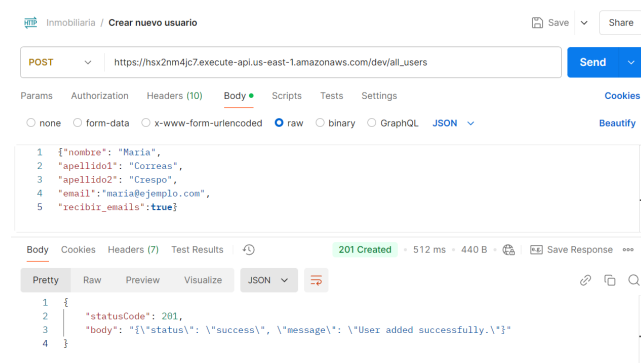 HTTP Inmobiliaria / Crear nuevo usuario Save Share
POST https://hsx2nm4jc7.execute-api.us-east-1.amazonaws.com/dev/all_users Send
Params Authorization Headers (10) Body Scripts Tests Settings Cookies
none form-data x-www-form-urlencoded raw binary GraphQL JSON Beautify
1 {"nombre": "Maria",
2 "apellido1": "Correas",
3 "apellido2": "Crespo",
4 "email":"maria@ejemplo.com",
5 "recibir_emails":true}
Body Cookies Headers (7) Test Results 201 Created 512 ms 440 B e.g. Save Response
Pretty Raw Preview Visualize JSON
1 {
2 "statusCode": 201,
3 "body": "{\"status\": \"success\", \"message\": \"User added successfully.\"}"
4 }